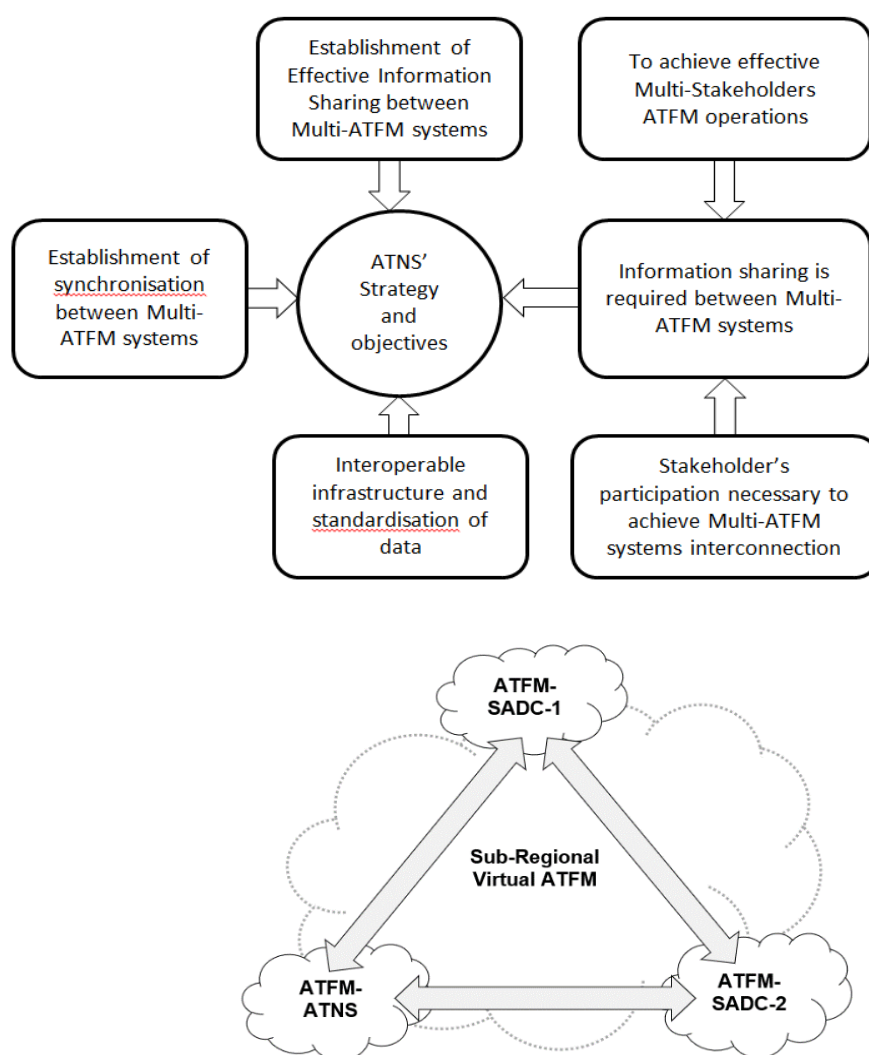 Establishment of
Effective Information
Sharing between
Multi-ATFM systems
To achieve effective
Multi-Stakeholders
ATFM operations
Establishment of
synchronisation
between Multi-
ATFM systems
ATNS’
Strategy
and
objectives
Information sharing is
required between Multi-
ATFM systems
Interoperable
infrastructure and
standardisation of
data
Stakeholder’s
participation necessary to
achieve Multi-ATFM
systems interconnection
ATFM-
SADC-1
Sub-Regional
Virtual ATFM
ATFM-
ATNS
ATFM-
SADC-2